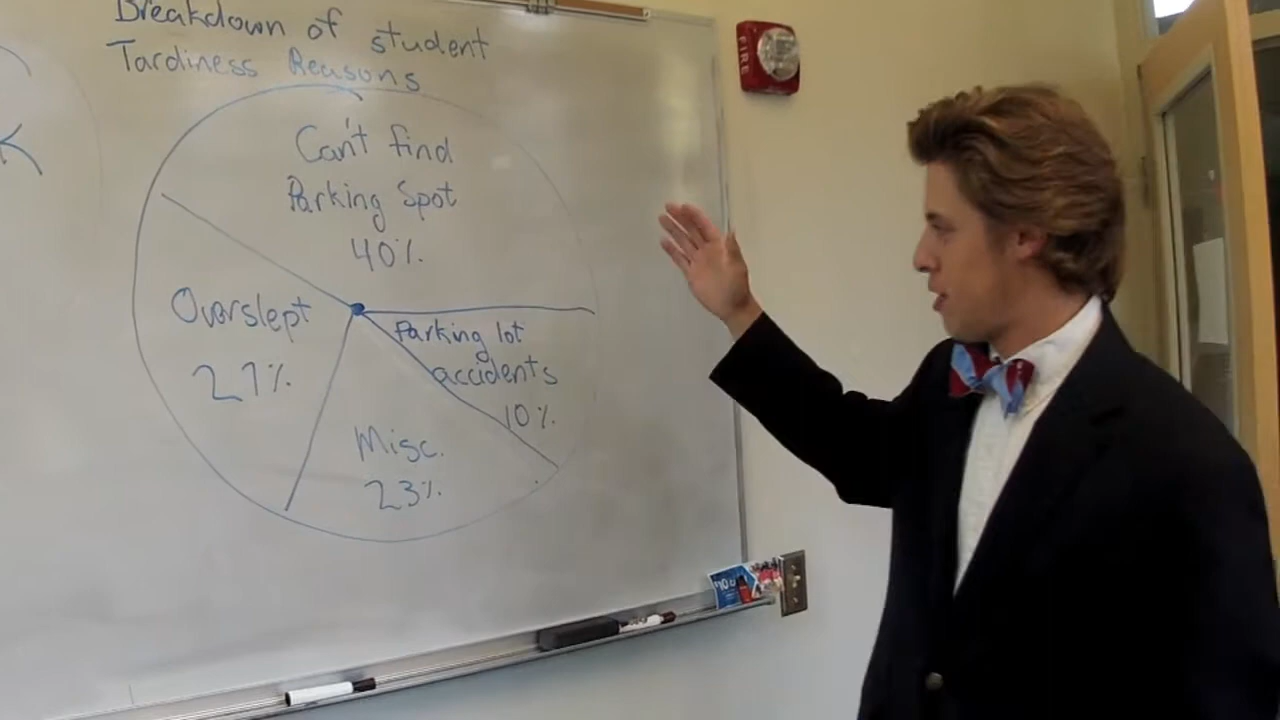 Breakdown of student
Tardiness Reasons
Can't find
Parking Spot
40%
Overslept
27%
Parking lot
accidents
10%
Misc.
23%
K
FIRE